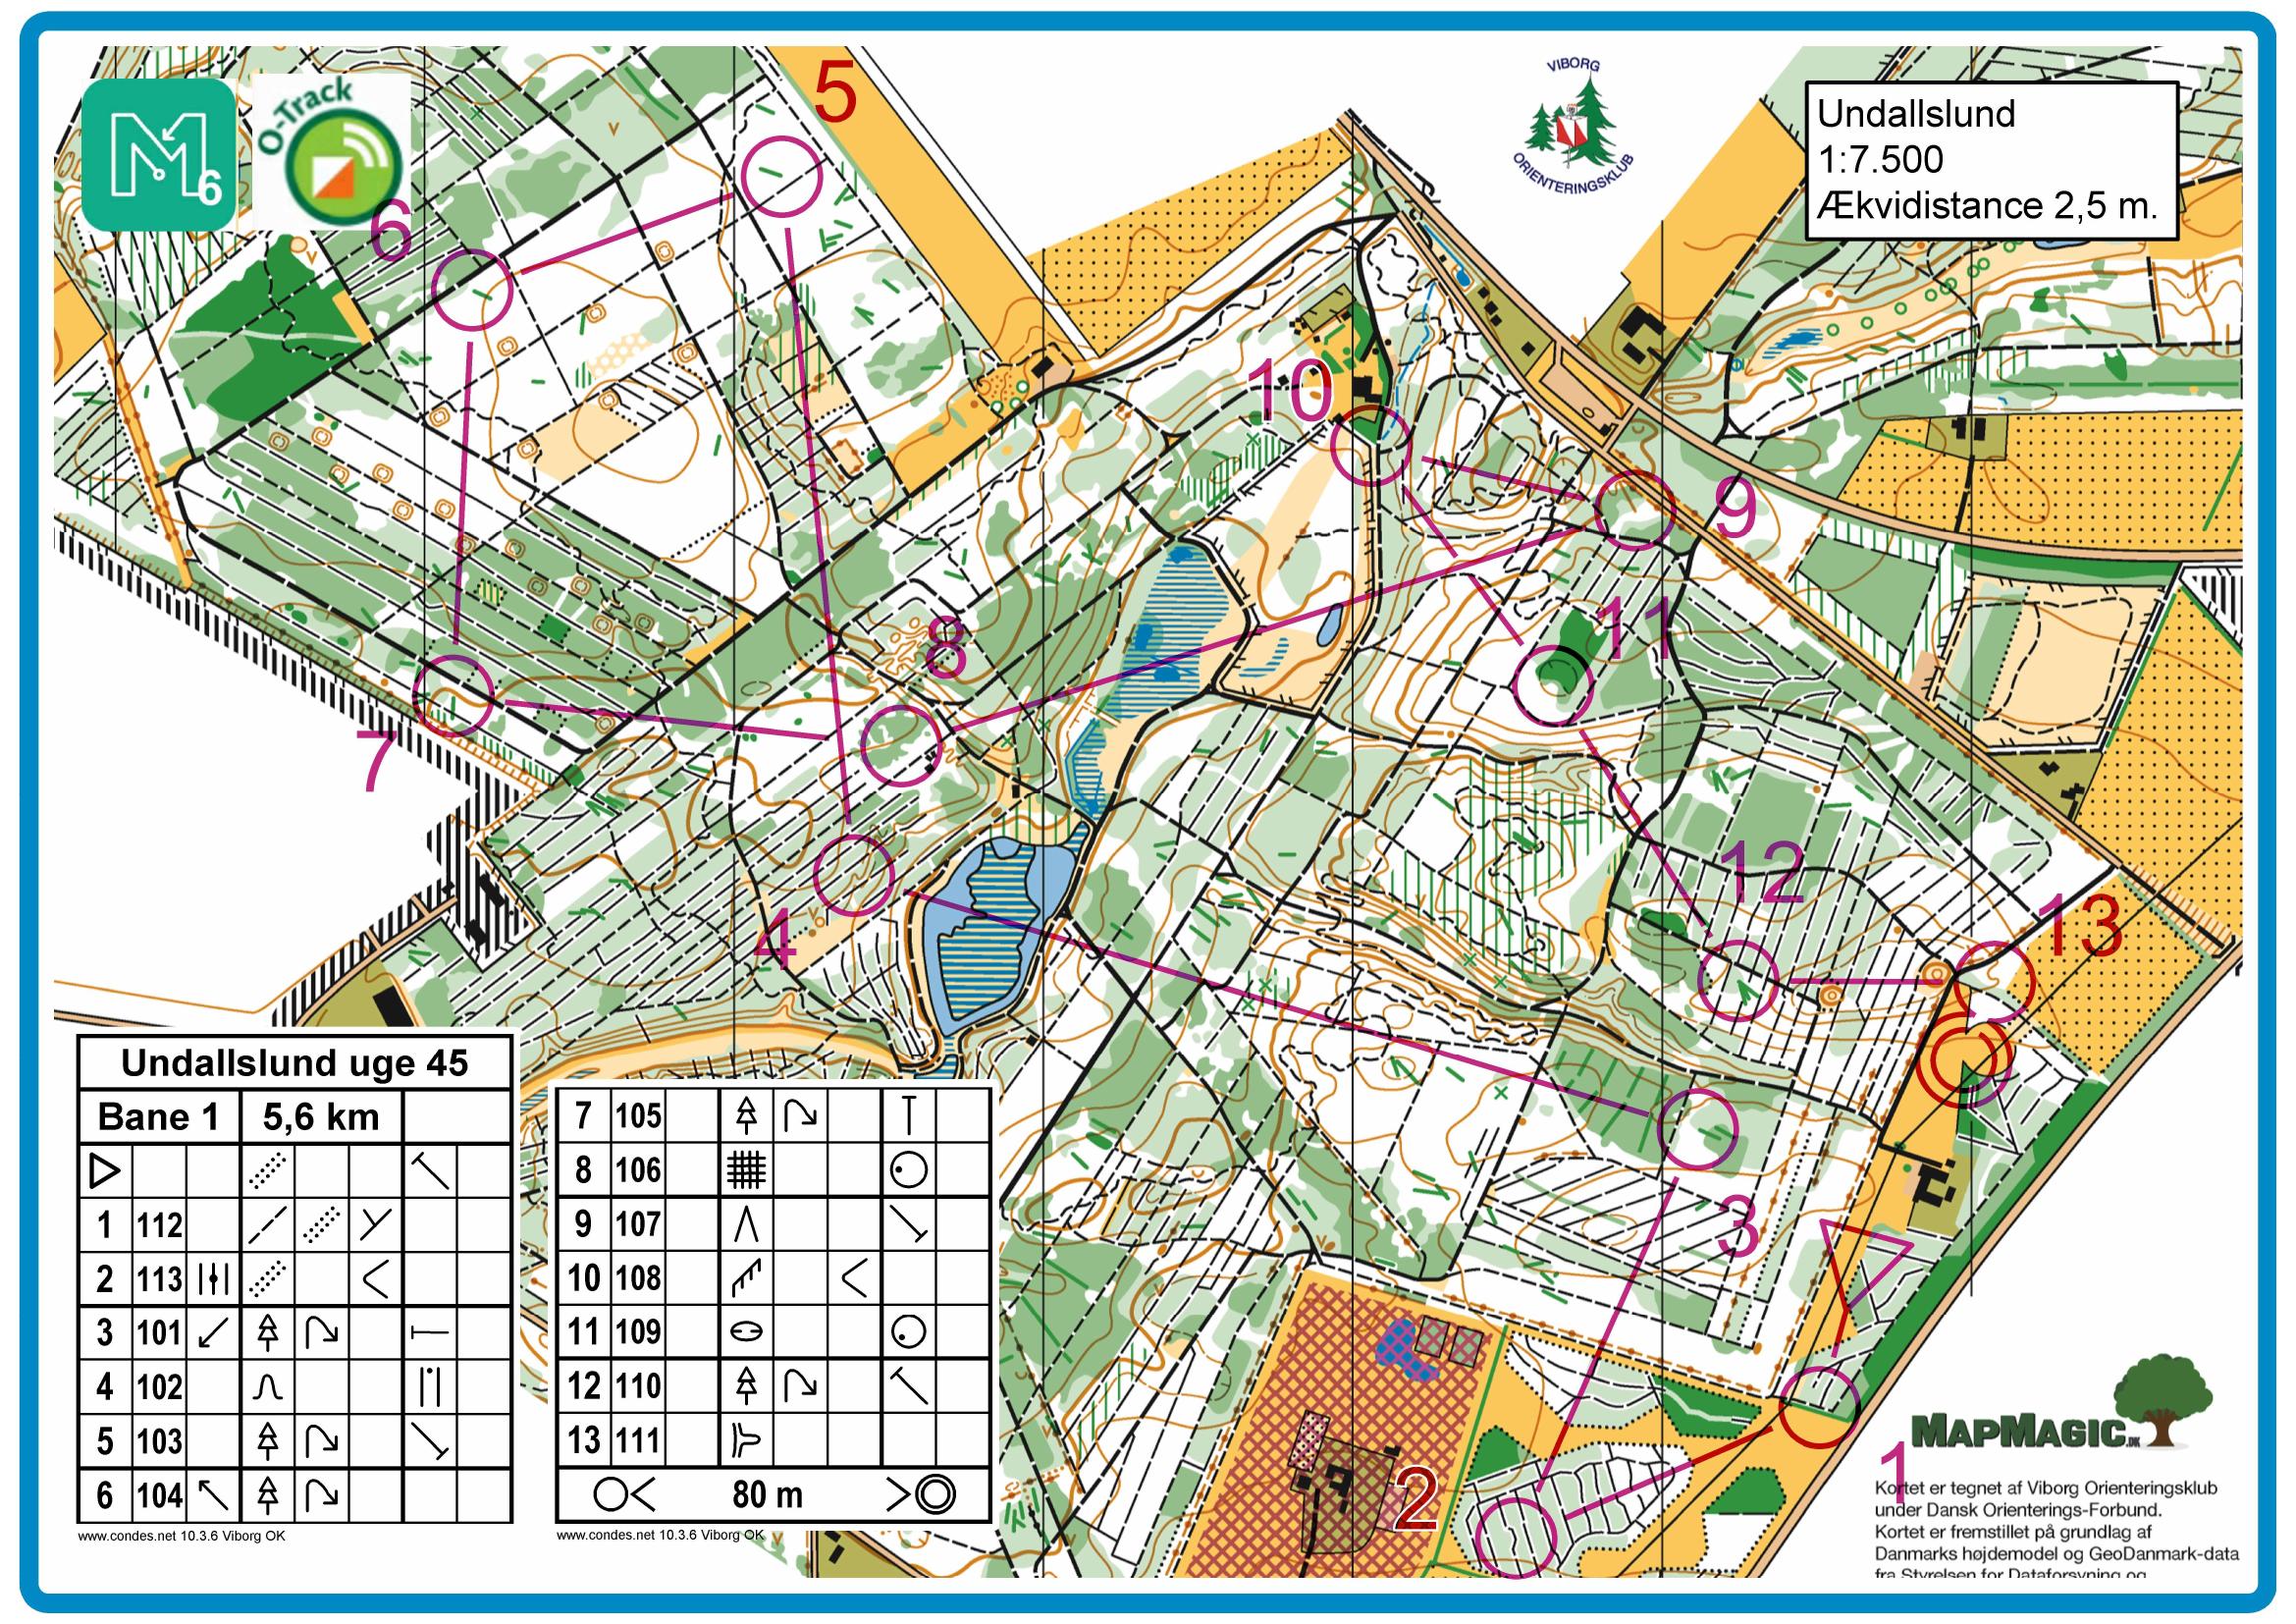 5
VIBORG
ORIENTERINGSKLUB
Undallslund
1:7.500
Ækvidistance 2,5 m.
M6
O-Track
6
10
9
11
8
7
12
4
13
3
2
1
Undallslund uge 45
Bane 1 5,6 km
1 112
2 113
3 101
4 102
5 103
6 104
www.condes.net 10.3.6 Viborg OK
7 105
8 106
9 107
10 108
11 109
12 110
13 111
80 m
www.condes.net 10.3.6 Viborg OK
MAPMAGIC.DK
Kortet er tegnet af Viborg Orienteringsklub
under Dansk Orienterings-Forbund.
Kortet er fremstillet på grundlag af
Danmarks højdemodel og GeoDanmark-data
fra Styrelsen for Dataforsyning og